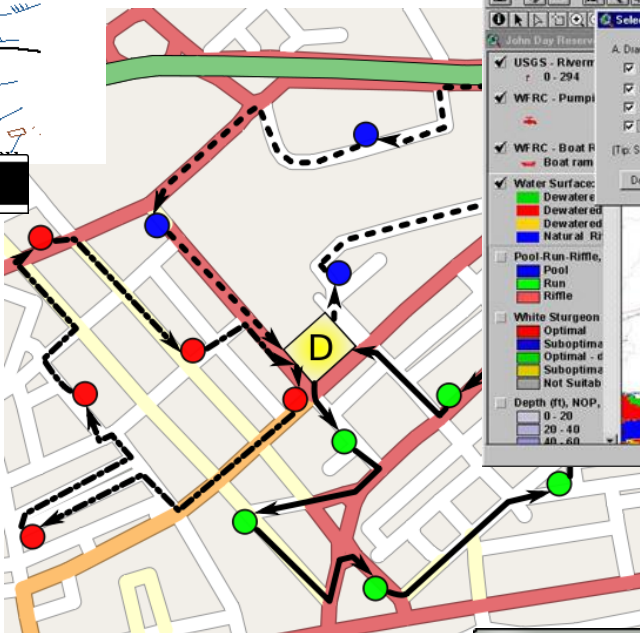 Selec
John Day Reserv
A. Dra
USGS - Riverm
0 - 294
WFRC - Pumpi
(Tip: S
WFRC - Boat R
Boat ram
Water Surface:
Dewatere
Dewatered
Dewatered
Natural Ri
Pool-Run-Riffle,
Pool
Run
Riffle
White Sturgeon
Optimal
Suboptima
Optimal - d
Suboptima
Not Suitab
Depth (ft), NOP,
0 - 20
20 - 40
40 - 60
D